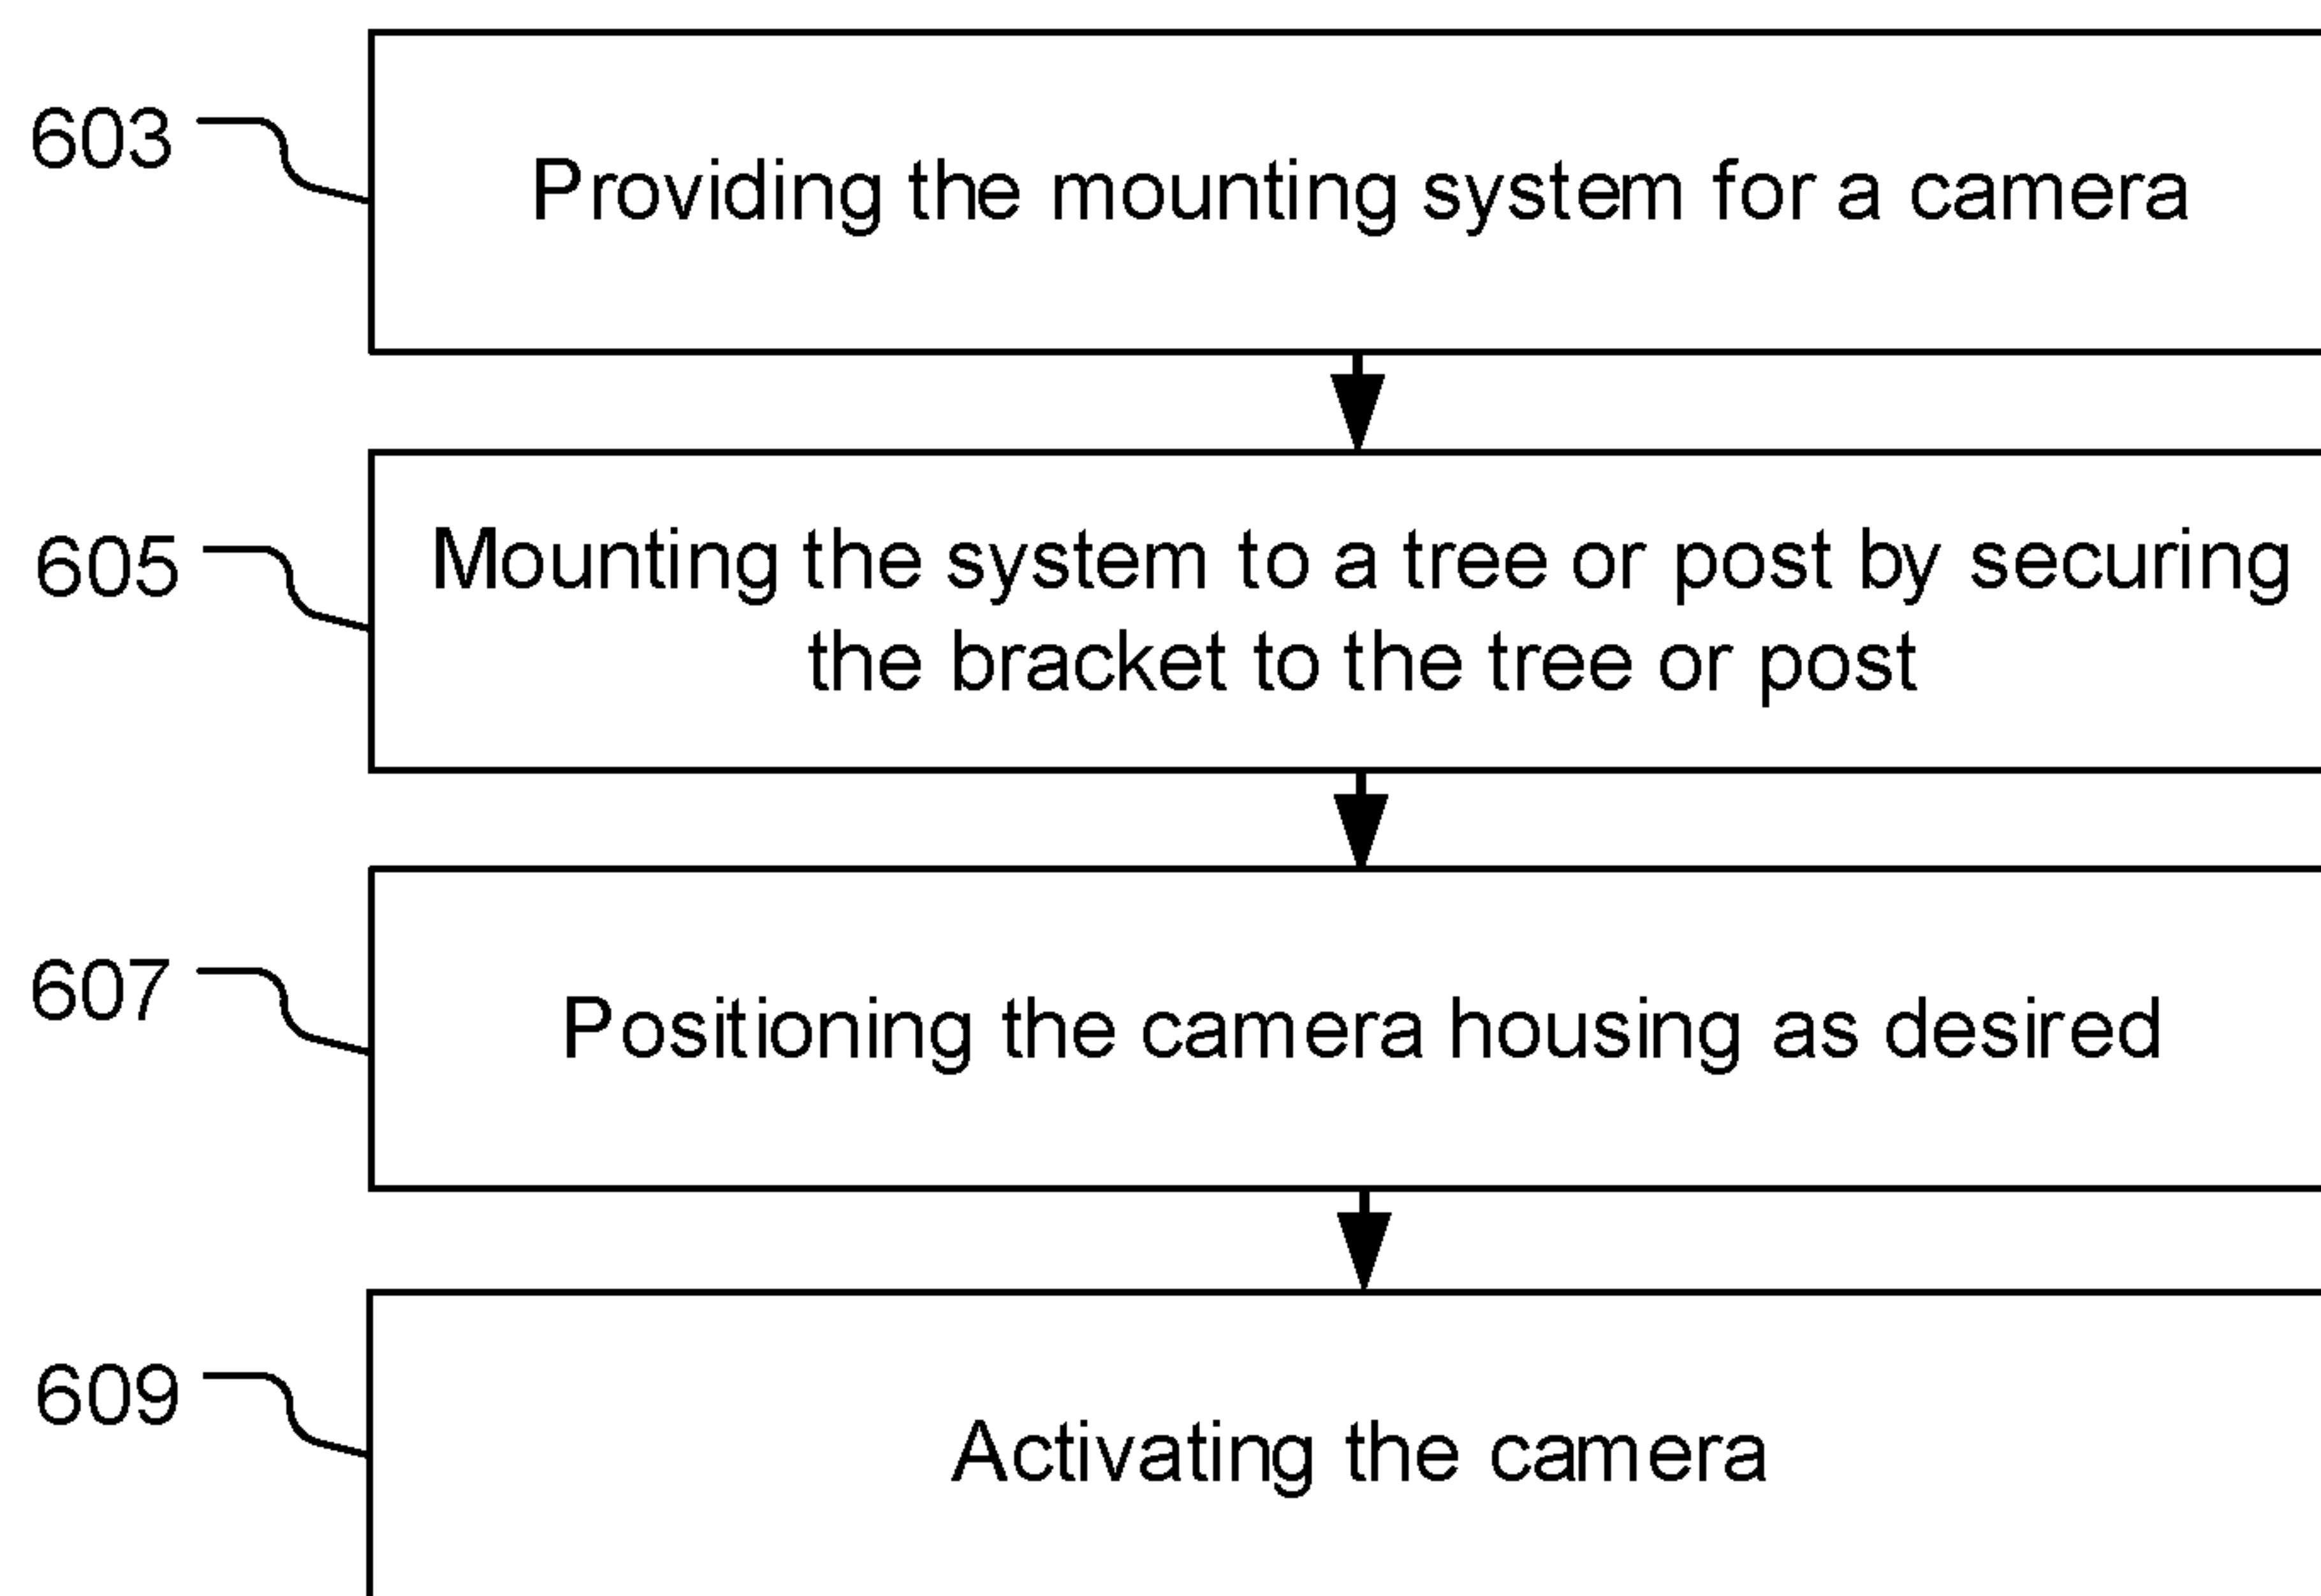 603
Providing the mounting system for a camera
605
Mounting the system to a tree or post by securing
the bracket to the tree or post
607
Positioning the camera housing as desired
609
Activating the camera